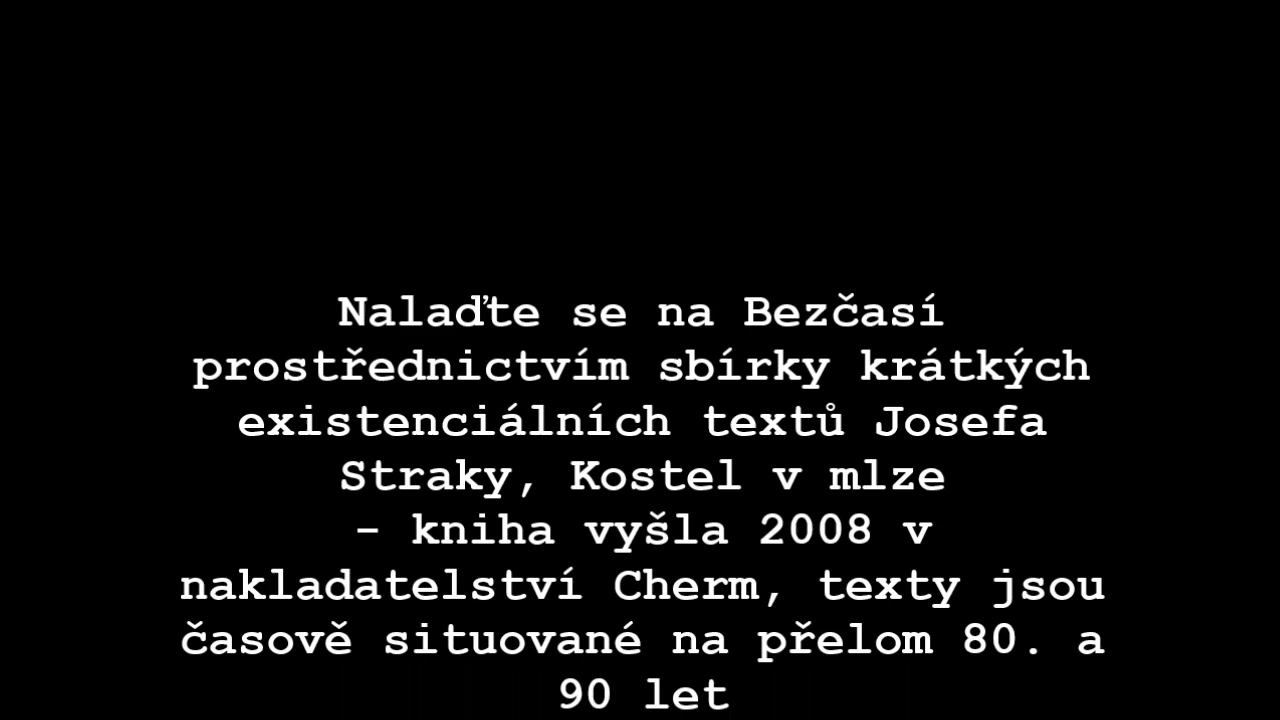 Nalaďte se na Bezčasí
prostřednictvím sbírky krátkých
existenciálních textů Josefa
Straky, Kostel v mlze
- kniha vyšla 2008 v
nakladatelství Cherm, texty jsou
časově situované na přelom 80. a
90 let